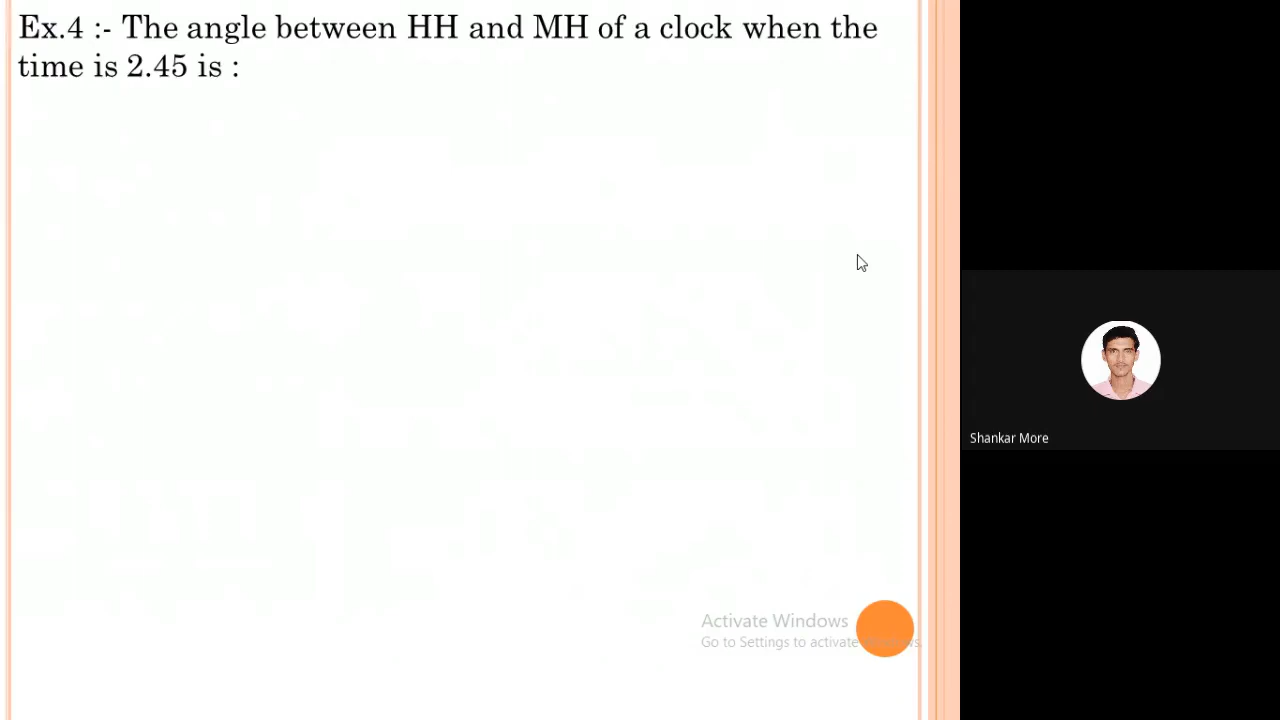 Ex.4 :- The angle between HH and MH of a clock when the
time is 2.45 is :
Shankar More
Activate Windows
Go to Settings to activate Windows.